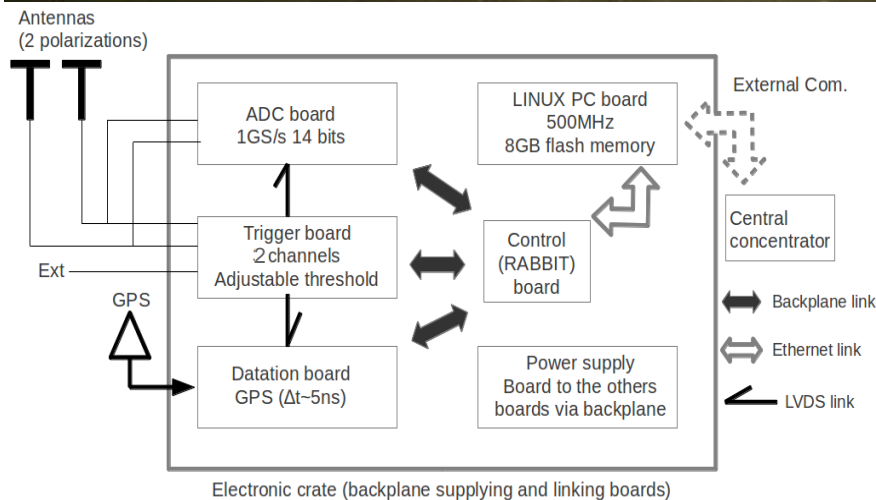 Antennas
(2 polarizations)
ADC board
1GS/s 14 bits
LINUX PC board
500MHz
8GB flash memory
External Com.
Trigger board
2 channels
Adjustable threshold
Control
(RABBIT)
board
Central
concentrator
Ext
GPS
Backplane link
Ethernet link
LVDS link
Datation board
GPS (Δt~5ns)
Power supply
Board to the others
boards via backplane
Electronic crate (backplane supplying and linking boards)